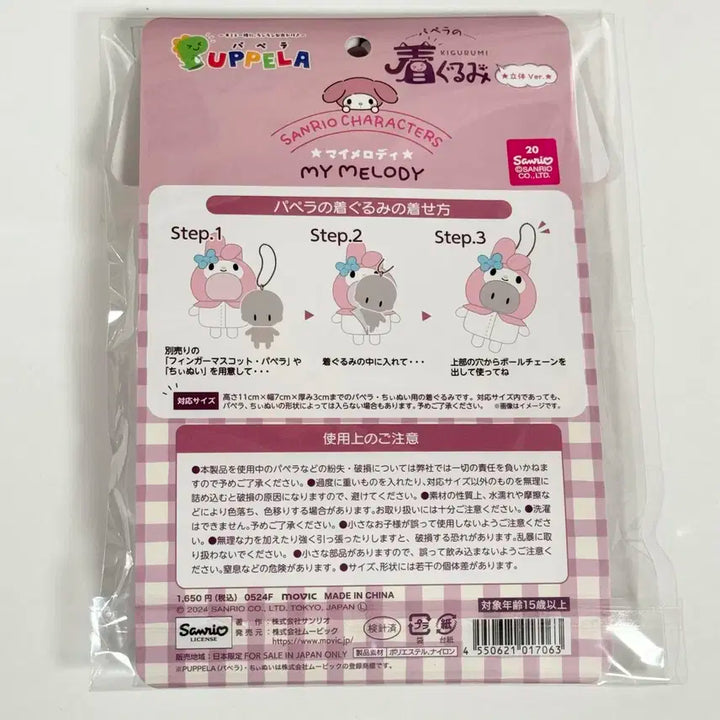 パペラ
PUPPELA
パペラの
着ぐるみ
KIGURUMI
★立体 Ver.★
SANRIO CHARACTERS
★マイメロディ★
MY MELODY
20
Sanrio
©SANRIO
CO.,LTD.
パペラの着ぐるみの着せ方
Step.1
Step.2
Step.3
別売りの
「フィンガーマスコット・パペラ」や
「ちぃぬい」を用意して・・・
着ぐるみの中に入れて・・・
上部の穴からボールチェーンを
出して使ってね
対応サイズ
高さ11cm×幅7cm×厚み3cmまでのパペラ・ちぃぬい用の着ぐるみです。対応サイズ内であっても、
パペラ、ちぃぬいの形状によっては入らない場合もあります。予めご了承ください。 ※画像はイメージです。
使用上のご注意
●本製品を使用中のパペラなどの紛失・破損については弊社では一切の責任を負いかねま
すので予めご了承ください。●過度に重いものを入れたり、対応サイズ以外のものを無理に
詰め込むと破損の原因になりますので、避けてください。●素材の性質上、水濡れや摩擦な
どにより色落ち、色移りする場合があります。お取り扱いには十分ご注意ください。●洗濯
はできません。予めご了承ください。●小さなお子様が誤って使用しないようご注意くださ
い。●無理な力を加えたり強く引っ張ったりしますと、破損する恐れがあります。乱暴に取
り扱わないでください。●小さな部品がありますので、誤って飲み込まないようご注意くだ
さい。窒息などの危険があります。●サイズ、形状には若干の個体差があります。
1,650円(税込) 0524F movic MADE IN CHINA
© 2024 SANRIO CO., LTD. TOKYO, JAPAN Ⓛ
対象年齢15歳以上
Sanrio
LICENSE
著作：株式会社サンリオ
発売元：株式会社ムービック
https://www.movic.jp/
検針済
プラ
袋
紙
台紙
販売地域：日本限定 FOR SALE IN JAPAN ONLY
製品素材 ポリエステル,ナイロン
4 550621 017063
※PUPPELA(パペラ)・ちぃぬいは株式会社ムービックの登録商標です。